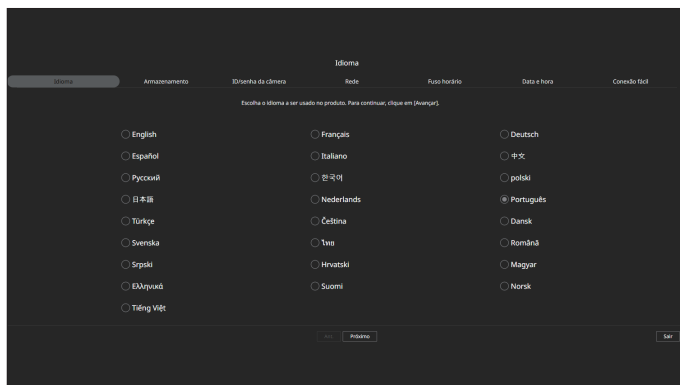 Idioma
Idioma Armazenamento ID/senha da câmera Rede Fuso horário Data e hora Conexão fácil
Escolha o idioma a ser usado no produto. Para continuar, clique em [Avançar].
English Français Deutsch
Español Italiano 中文
Русский 한국어 polski
日本語 Nederlands Português
Türkçe Čeština Dansk
Svenska ไทย Română
Srpski Hrvatski Magyar
Ελληνικά Suomi Norsk
Tiếng Việt
Próximo Sair